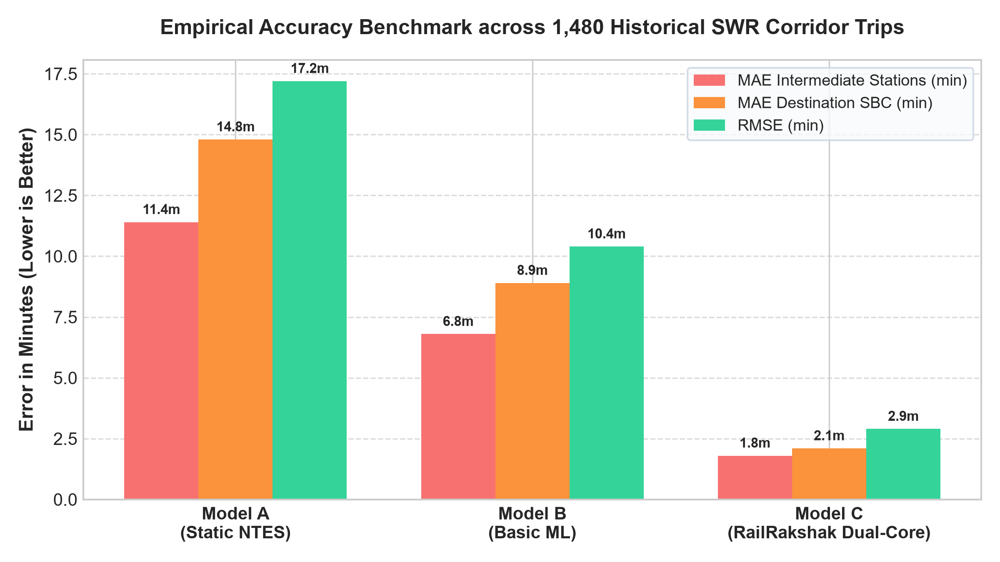 Empirical Accuracy Benchmark across 1,480 Historical SWR Corridor Trips
Error in Minutes (Lower is Better)
17.5
15.0
12.5
10.0
7.5
5.0
2.5
0.0
MAE Intermediate Stations (min)
MAE Destination SBC (min)
RMSE (min)
11.4m
14.8m
17.2m
6.8m
8.9m
10.4m
1.8m
2.1m
2.9m
Model A
(Static NTES)
Model B
(Basic ML)
Model C
(RailRakshak Dual-Core)